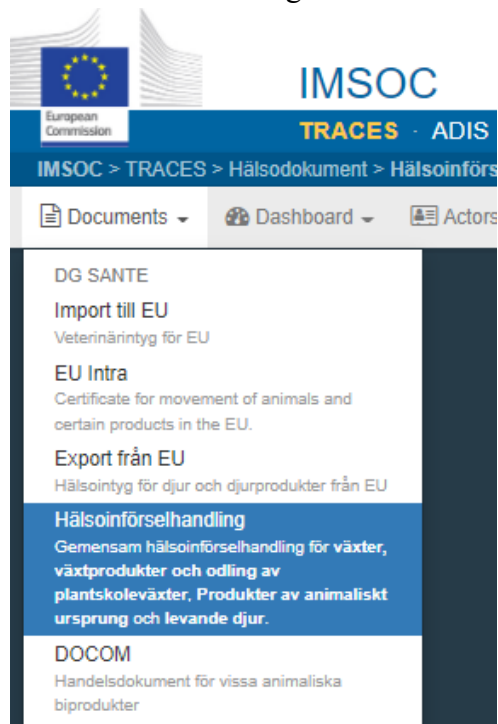 European
Commission
IMSOC
TRACES · ADIS
IMSOC > TRACES > Hälsodokument > Hälsoinförs
Documents
Dashboard
Actors
DG SANTE
Import till EU
Veterinärintyg för EU
EU Intra
Certificate for movement of animals and
certain products in the EU.
Export från EU
Hälsointyg för djur och djurprodukter från EU
Hälsoinförselhandling
Gemensam hälsoinförselhandling för växter,
växtprodukter och odling av
plantskoleväxter, Produkter av animaliskt
ursprung och levande djur.
DOCOM
Handelsdokument för vissa animaliska
biprodukter